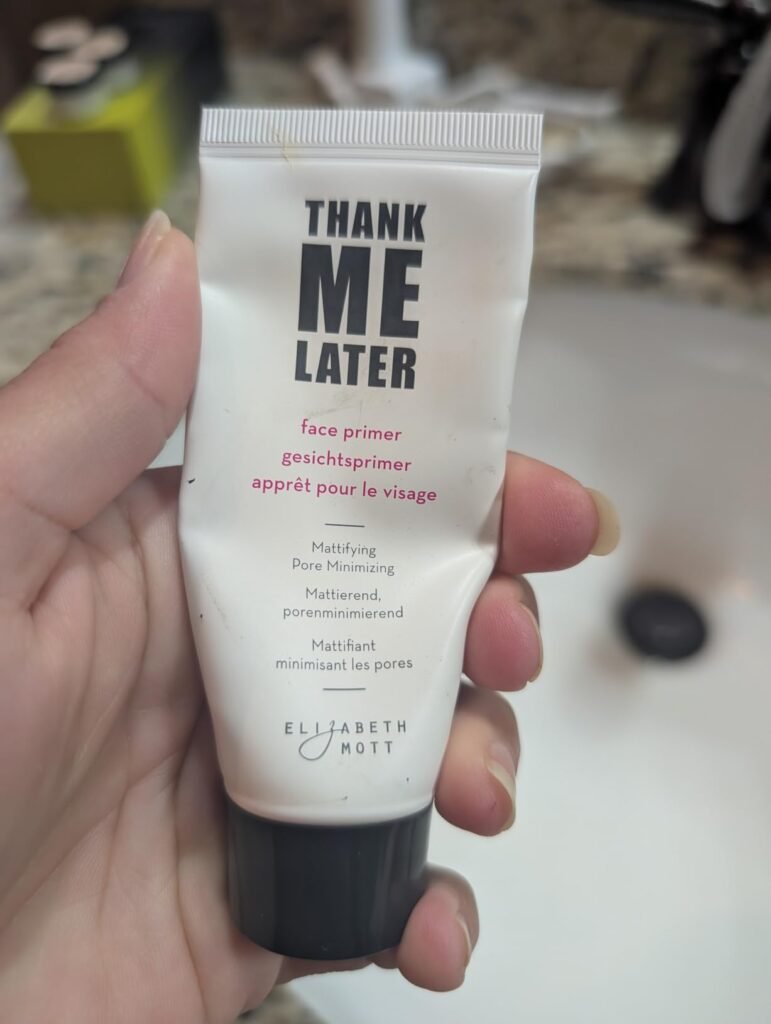 THANK
ME
LATER
face primer
gesichtsprimer
apprêt pour le visage
Mattifying
Pore Minimizing
Mattierend,
porenminimierend
Mattifiant
minimisant les pores
ELIZABETH
MOTT